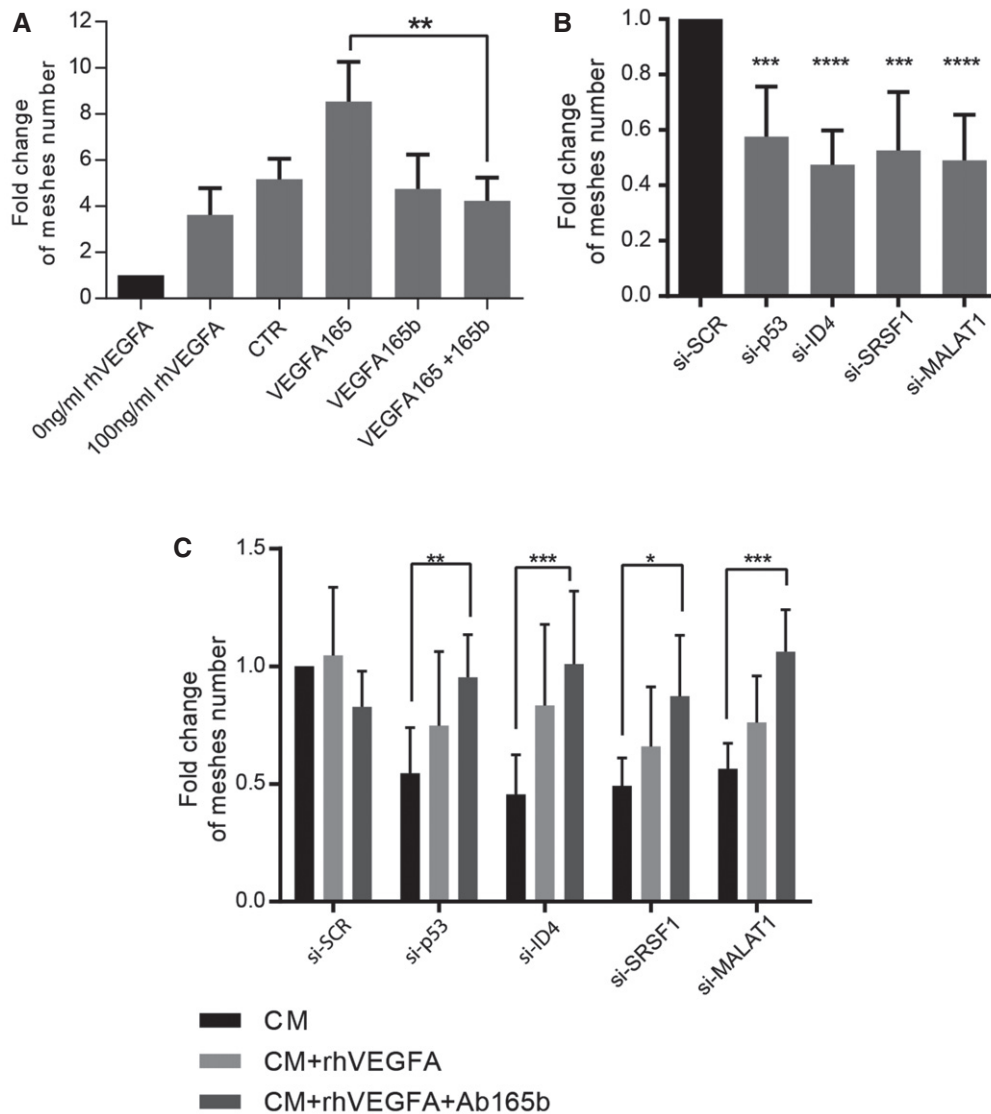 A
Fold change
of meshes number
12
10
8
6
4
2
0
**
0ng/ml rhVEGFA
100ng/ml rhVEGFA
CTR
VEGFA165
VEGFA165b
VEGFA165 +165b
B
Fold change
of meshes number
1.0
0.8
0.6
0.4
0.2
0.0
*** **** *** ****
si-SCR
si-p53
si-ID4
si-SRSF1
si-MALAT1
C
Fold change
of meshes number
1.5
1.0
0.5
0.0
** *** * ***
si-SCR
si-p53
si-ID4
si-SRSF1
si-MALAT1
CM
CM+rhVEGFA
CM+rhVEGFA+Ab165b